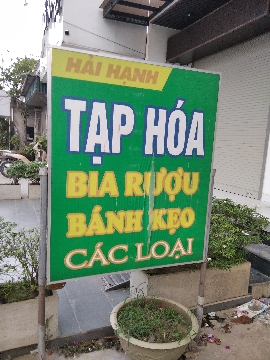 HẢI HẠNH
TẠP HÓA
BIA RƯỢU
BÁNH KẸO
CÁC LOẠI